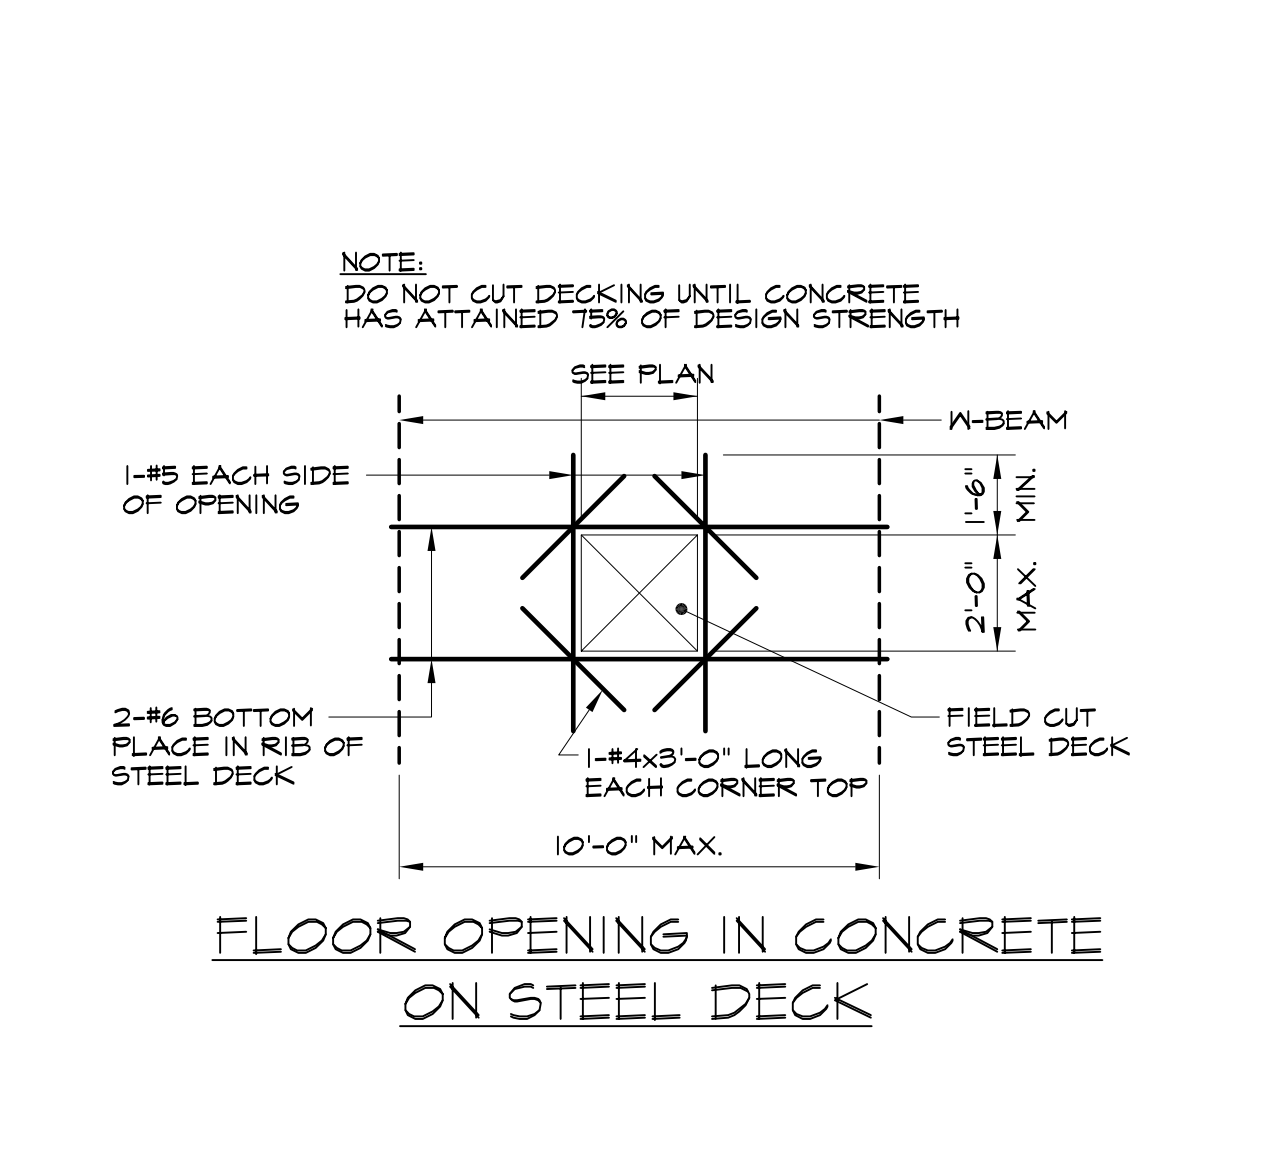 NOTE:
DO NOT CUT DECKING UNTIL CONCRETE
HAS ATTAINED 75% OF DESIGN STRENGTH
SEE PLAN
W-BEAM
1-#5 EACH SIDE
OF OPENING
1'-6"
MIN.
2'-0"
MAX.
2-#6 BOTTOM
PLACE IN RIB OF
STEEL DECK
FIELD CUT
STEEL DECK
1-#4x3'-0" LONG
EACH CORNER TOP
10'-0" MAX.
FLOOR OPENING IN CONCRETE
ON STEEL DECK